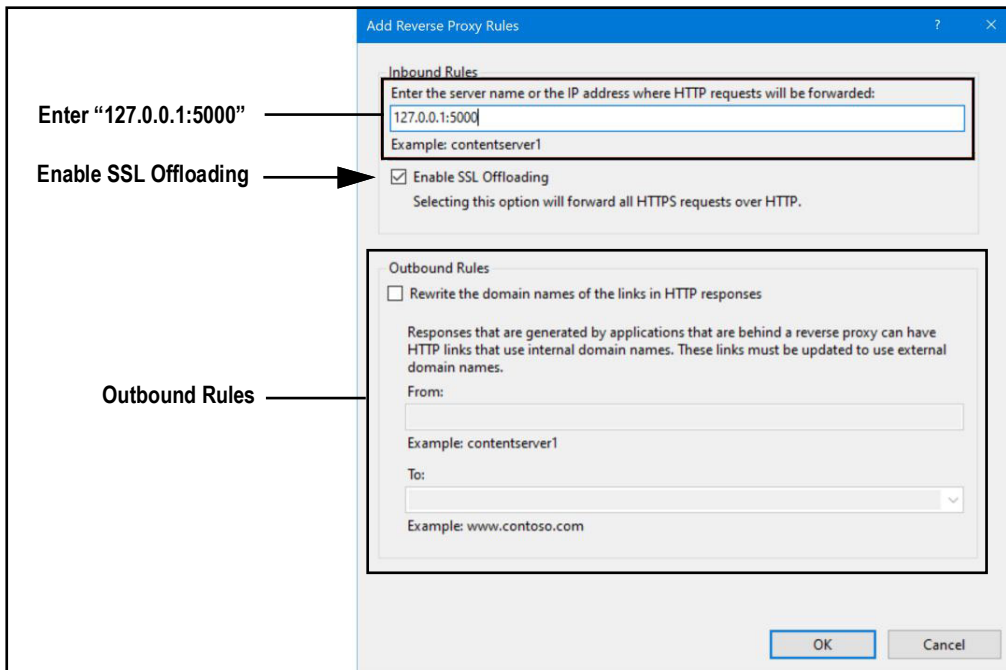 Add Reverse Proxy Rules
?
×
Inbound Rules
Enter the server name or the IP address where HTTP requests will be forwarded:
Enter “127.0.0.1:5000”
127.0.0.1:5000
Example: contentserver1
Enable SSL Offloading
Enable SSL Offloading
Selecting this option will forward all HTTPS requests over HTTP.
Outbound Rules
Rewrite the domain names of the links in HTTP responses
Responses that are generated by applications that are behind a reverse proxy can have
HTTP links that use internal domain names. These links must be updated to use external
domain names.
Outbound Rules
From:
Example: contentserver1
To:
Example: www.contoso.com
OK
Cancel